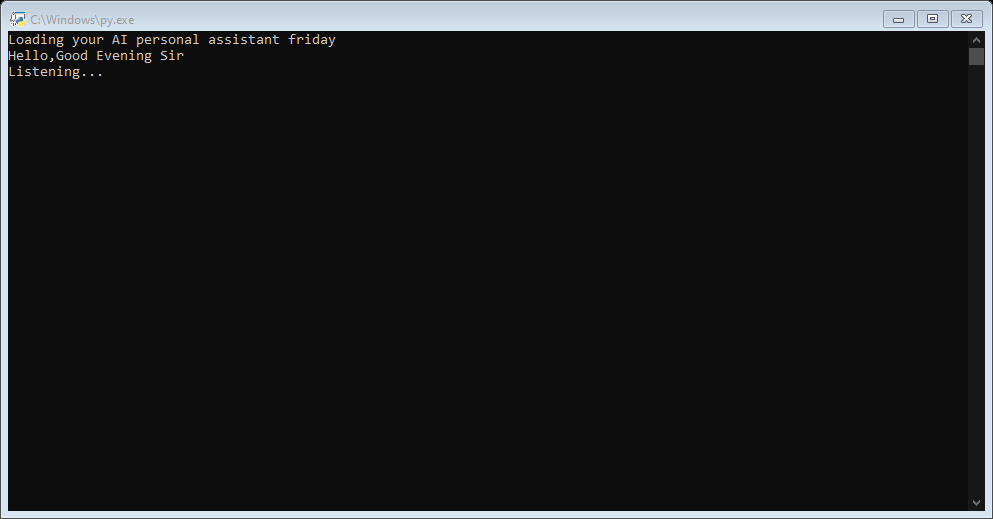 C:\Windows\py.exe
Loading your AI personal assistant friday
Hello,Good Evening Sir
Listening...